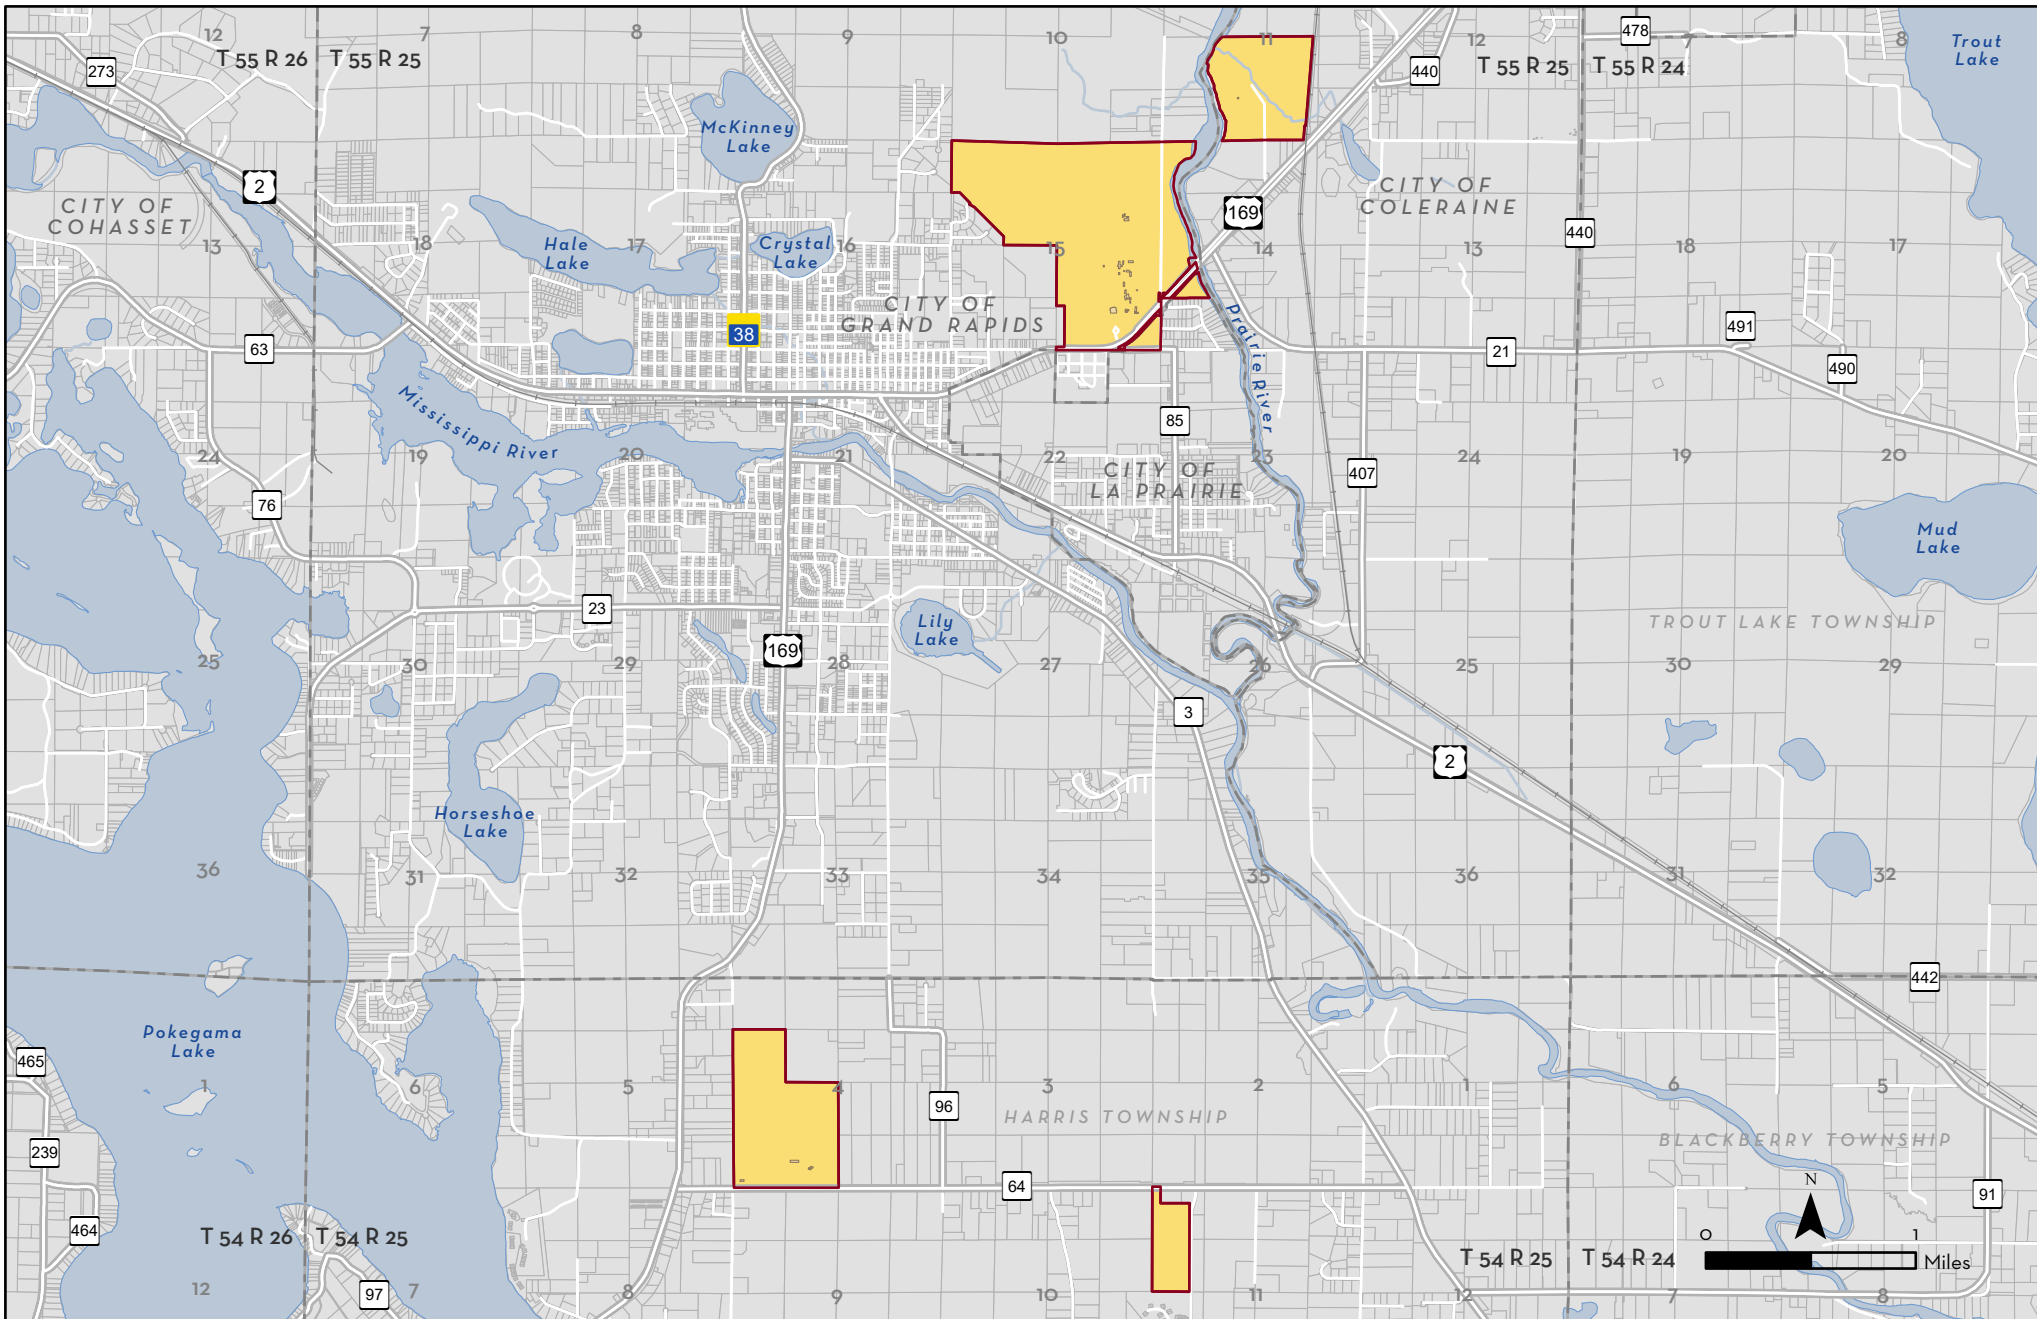 12
7
8
9
10
11
12
478
7
8
Trout
Lake
T 55 R 26
T 55 R 25
273
440
T 55 R 25
T 55 R 24
McKinney
Lake
2
CITY OF
COHASSET
169
CITY OF
COLERAINE
440
13
18
Hale
Lake
17
Crystal
Lake
16
15
14
13
18
17
CITY OF
GRAND RAPIDS
38
63
Prairie River
21
491
490
Mississippi River
85
24
19
20
21
22
23
24
19
20
CITY OF
LA PRAIRIE
407
76
Mud
Lake
23
Lily
Lake
TROUT LAKE TOWNSHIP
169
25
30
29
28
27
26
25
30
29
3
2
Horseshoe
Lake
36
31
32
33
34
35
36
31
32
442
Pokegama
Lake
465
1
6
5
4
3
2
1
6
5
96
HARRIS TOWNSHIP
239
BLACKBERRY TOWNSHIP
64
N
91
464
T 54 R 26
T 54 R 25
T 54 R 25
T 54 R 24
0
1
Miles
12
97
7
8
9
10
11
12
7
8